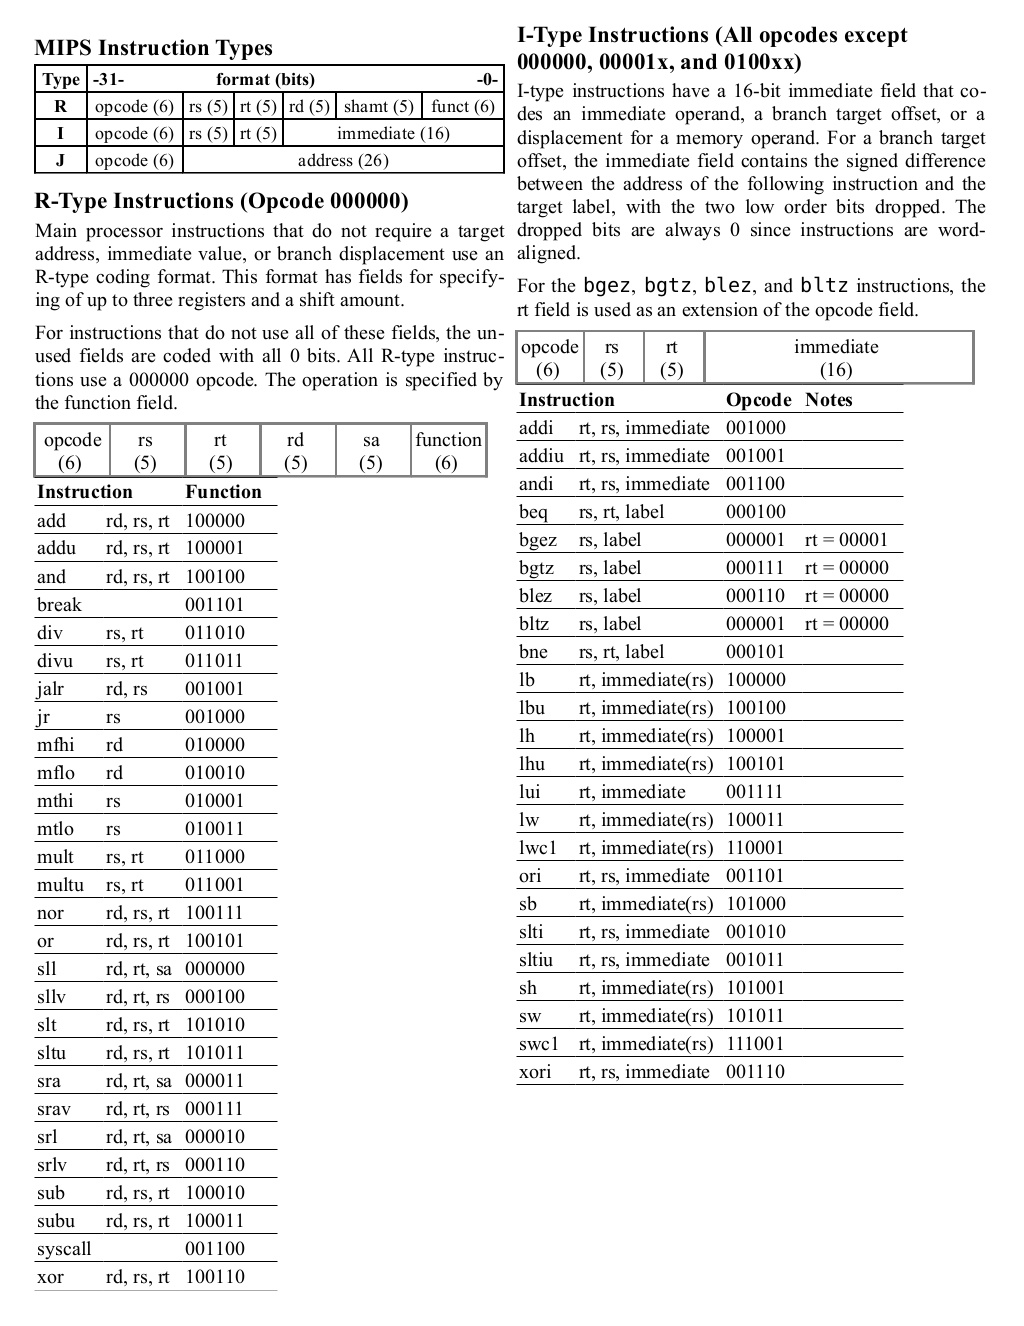 MIPS Instruction Types
Type -31- format (bits) -0-
R opcode (6) rs (5) rt (5) rd (5) shamt (5) funct (6)
I opcode (6) rs (5) rt (5) immediate (16)
J opcode (6) address (26)
R-Type Instructions (Opcode 000000)
Main processor instructions that do not require a target
address, immediate value, or branch displacement use an
R-type coding format. This format has fields for specify-
ing of up to three registers and a shift amount.
For instructions that do not use all of these fields, the un-
used fields are coded with all 0 bits. All R-type instruc-
tions use a 000000 opcode. The operation is specified by
the function field.
opcode rs rt rd sa function
(6) (5) (5) (5) (5) (6)
Instruction Function
add rd, rs, rt 100000
addu rd, rs, rt 100001
and rd, rs, rt 100100
break 001101
div rs, rt 011010
divu rs, rt 011011
jalr rd, rs 001001
jr rs 001000
mfhi rd 010000
mflo rd 010010
mthi rs 010001
mtlo rs 010011
mult rs, rt 011000
multu rs, rt 011001
nor rd, rs, rt 100111
or rd, rs, rt 100101
sll rd, rt, sa 000000
sllv rd, rt, rs 000100
slt rd, rs, rt 101010
sltu rd, rs, rt 101011
sra rd, rt, sa 000011
srav rd, rt, rs 000111
srl rd, rt, sa 000010
srlv rd, rt, rs 000110
sub rd, rs, rt 100010
subu rd, rs, rt 100011
syscall 001100
xor rd, rs, rt 100110
I-Type Instructions (All opcodes except
000000, 00001x, and 0100xx)
I-type instructions have a 16-bit immediate field that co-
des an immediate operand, a branch target offset, or a
displacement for a memory operand. For a branch target
offset, the immediate field contains the signed difference
between the address of the following instruction and the
target label, with the two low order bits dropped. The
dropped bits are always 0 since instructions are word-
aligned.
For the bgez, bgtz, blez, and bltz instructions, the
rt field is used as an extension of the opcode field.
opcode rs rt immediate
(6) (5) (5) (16)
Instruction Opcode Notes
addi rt, rs, immediate 001000
addiu rt, rs, immediate 001001
andi rt, rs, immediate 001100
beq rs, rt, label 000100
bgez rs, label 000001 rt = 00001
bgtz rs, label 000111 rt = 00000
blez rs, label 000110 rt = 00000
bltz rs, label 000001 rt = 00000
bne rs, rt, label 000101
lb rt, immediate(rs) 100000
lbu rt, immediate(rs) 100100
lh rt, immediate(rs) 100001
lhu rt, immediate(rs) 100101
lui rt, immediate 001111
lw rt, immediate(rs) 100011
lwc1 rt, immediate(rs) 110001
ori rt, rs, immediate 001101
sb rt, immediate(rs) 101000
slti rt, rs, immediate 001010
sltiu rt, rs, immediate 001011
sh rt, immediate(rs) 101001
sw rt, immediate(rs) 101011
swc1 rt, immediate(rs) 111001
xori rt, rs, immediate 001110